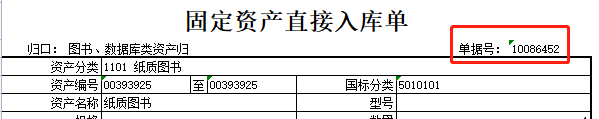 固定资产直接入库单
归口： 图书、数据库类资产归 单据号： 10086452
资产分类 1101 纸质图书
资产编号 00393925 至 00393925 国标分类 5010101
资产名称 纸质图书 型号